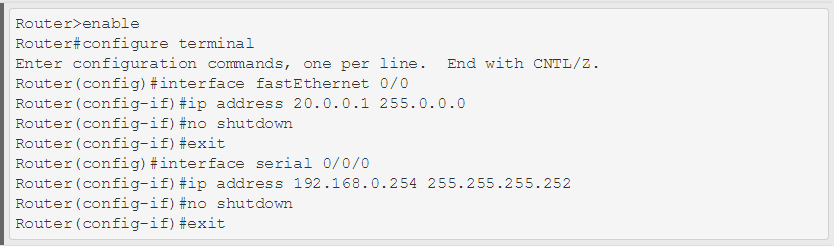 Router>enable
Router#configure terminal
Enter configuration commands, one per line.  End with CNTL/Z.
Router(config)#interface fastEthernet 0/0
Router(config-if)#ip address 20.0.0.1 255.0.0.0
Router(config-if)#no shutdown
Router(config-if)#exit
Router(config)#interface serial 0/0/0
Router(config-if)#ip address 192.168.0.254 255.255.255.252
Router(config-if)#no shutdown
Router(config-if)#exit